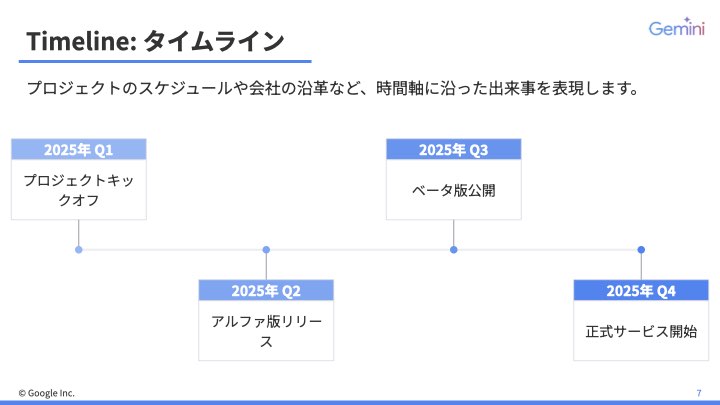 Timeline: タイムライン
Gemini
プロジェクトのスケジュールや会社の沿革など、時間軸に沿った出来事を表現します。
2025年 Q1
プロジェクトキッ
クオフ
2025年 Q3
ベータ版公開
2025年 Q2
アルファ版リリー
ス
2025年 Q4
正式サービス開始
© Google Inc.
7